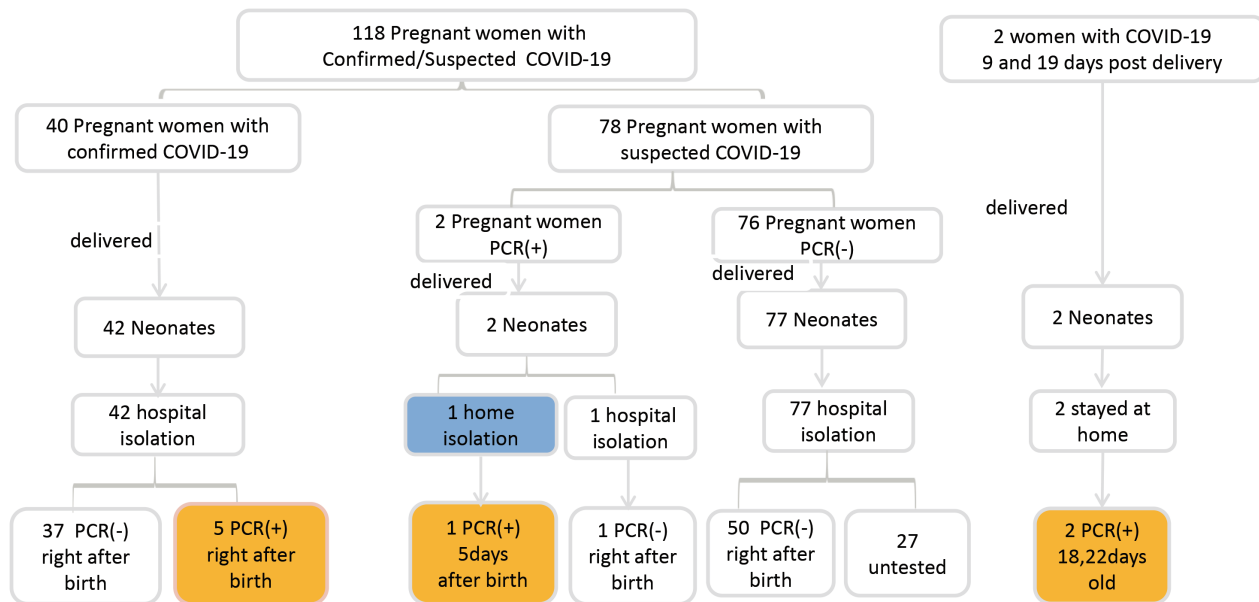 118 Pregnant women with
Confirmed/Suspected COVID-19
2 women with COVID-19
9 and 19 days post delivery
40 Pregnant women with
confirmed COVID-19
78 Pregnant women with
suspected COVID-19
delivered
2 Pregnant women
PCR(+)
76 Pregnant women
PCR(-)
delivered
delivered
delivered
42 Neonates
2 Neonates
77 Neonates
2 Neonates
42 hospital
isolation
1 home
isolation
1 hospital
isolation
77 hospital
isolation
2 stayed at
home
37 PCR(-)
right after
birth
5 PCR(+)
right after
birth
1 PCR(+)
5days
after birth
1 PCR(-)
right after
birth
50 PCR(-)
right after
birth
27
untested
2 PCR(+)
18,22days
old